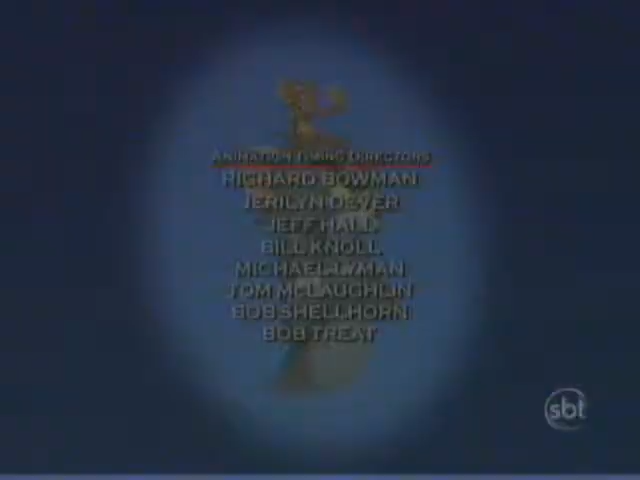 ANIMATION TIMING DIRECTORS
RICHARD BOWMAN
JERILYN DEVER
JEFF HALL
BILL KNOLL
MICHAEL LYMAN
TOM MCLAUGHLIN
BOB SHELLHORN
BOB TREAT
sbt